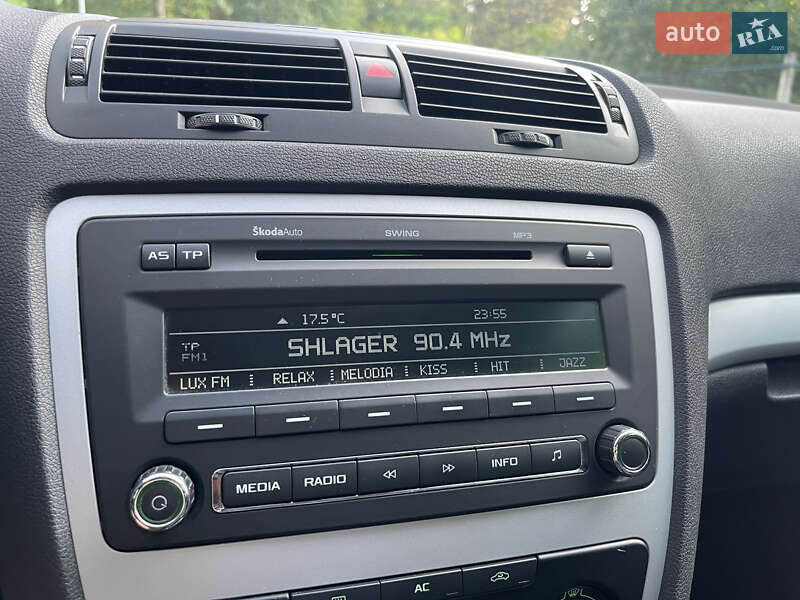 auto RIA .com
ŠkodaAuto SWING MP3
AS TP
17.5°C 23:55
TP
FM1
SHLAGER 90.4 MHz
LUX FM RELAX MELODIA KISS HIT JAZZ
MEDIA RADIO INFO
AC